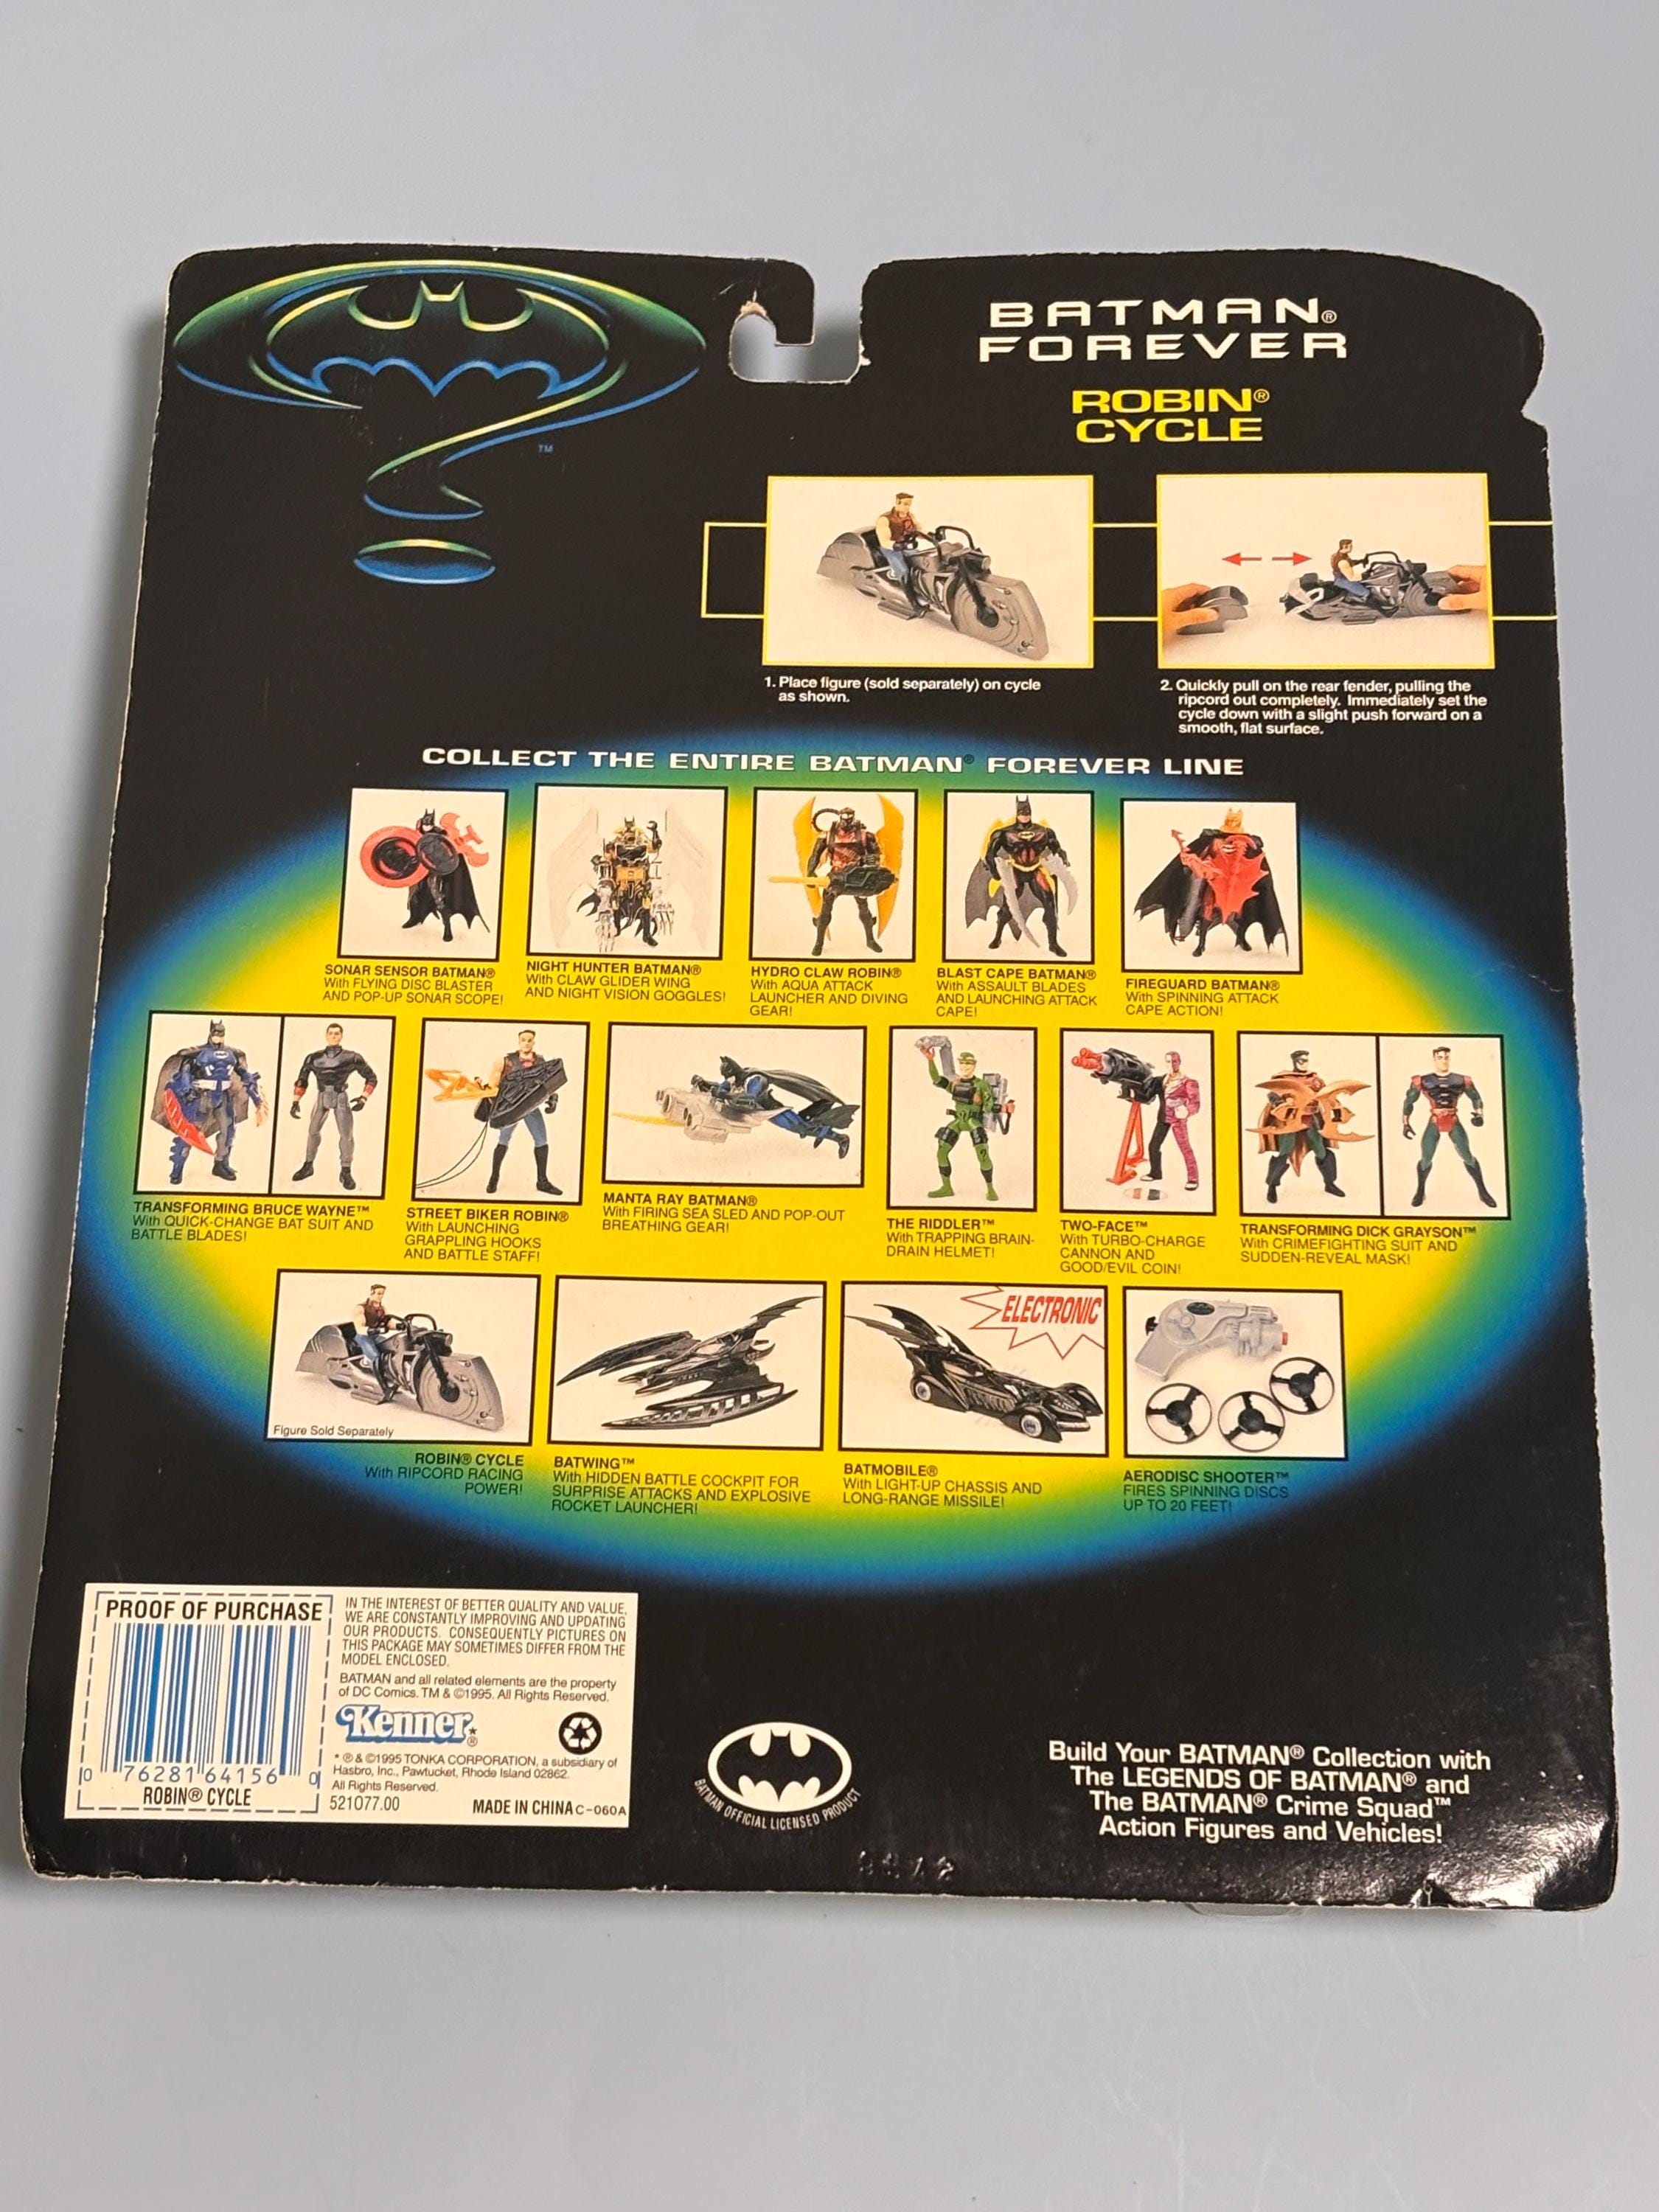 BATMAN®
FOREVER
ROBIN®
CYCLE
TM
1. Place figure (sold separately) on cycle
as shown.
2. Quickly pull on the rear fender, pulling the
ripcord out completely. Immediately set the
cycle down with a slight push forward on a
smooth, flat surface.
COLLECT THE ENTIRE BATMAN® FOREVER LINE
SONAR SENSOR BATMAN®
With FLYING DISC BLASTER
AND POP-UP SONAR SCOPE!
NIGHT HUNTER BATMAN®
With CLAW GLIDER WING
AND NIGHT VISION GOGGLES!
HYDRO CLAW ROBIN®
With AQUA ATTACK
LAUNCHER AND DIVING
GEAR!
BLAST CAPE BATMAN®
With ASSAULT BLADES
AND LAUNCHING ATTACK
CAPE!
FIREGUARD BATMAN®
With SPINNING ATTACK
CAPE ACTION!
TRANSFORMING BRUCE WAYNE™
With QUICK-CHANGE BAT SUIT AND
BATTLE BLADES!
STREET BIKER ROBIN®
With LAUNCHING
GRAPPLING HOOKS
AND BATTLE STAFF!
MANTA RAY BATMAN®
With FIRING SEA SLED AND POP-OUT
BREATHING GEAR!
THE RIDDLER™
With TRAPPING BRAIN-
DRAIN HELMET!
TWO-FACE™
With TURBO-CHARGE
CANNON AND
GOOD/EVIL COIN!
TRANSFORMING DICK GRAYSON™
With CRIMEFIGHTING SUIT AND
SUDDEN-REVEAL MASK!
Figure Sold Separately
ROBIN® CYCLE
With RIPCORD RACING
POWER!
BATWING™
With HIDDEN BATTLE COCKPIT FOR
SURPRISE ATTACKS AND EXPLOSIVE
ROCKET LAUNCHER!
ELECTRONIC
BATMOBILE®
With LIGHT-UP CHASSIS AND
LONG-RANGE MISSILE!
AERODISC SHOOTER™
FIRES SPINNING DISCS
UP TO 20 FEET!
PROOF OF PURCHASE
0 76281 64156 0
ROBIN® CYCLE
IN THE INTEREST OF BETTER QUALITY AND VALUE,
WE ARE CONSTANTLY IMPROVING AND UPDATING
OUR PRODUCTS. CONSEQUENTLY PICTURES ON
THIS PACKAGE MAY SOMETIMES DIFFER FROM THE
MODEL ENCLOSED.
BATMAN and all related elements are the property
of DC Comics. TM & ©1995. All Rights Reserved.
Kenner®
* ® & ©1995 TONKA CORPORATION, a subsidiary of
Hasbro, Inc., Pawtucket, Rhode Island 02862.
All Rights Reserved.
521077.00
MADE IN CHINA C-060A
BATMAN OFFICIAL LICENSED PRODUCT
Build Your BATMAN® Collection with
The LEGENDS OF BATMAN® and
The BATMAN® Crime Squad™
Action Figures and Vehicles!